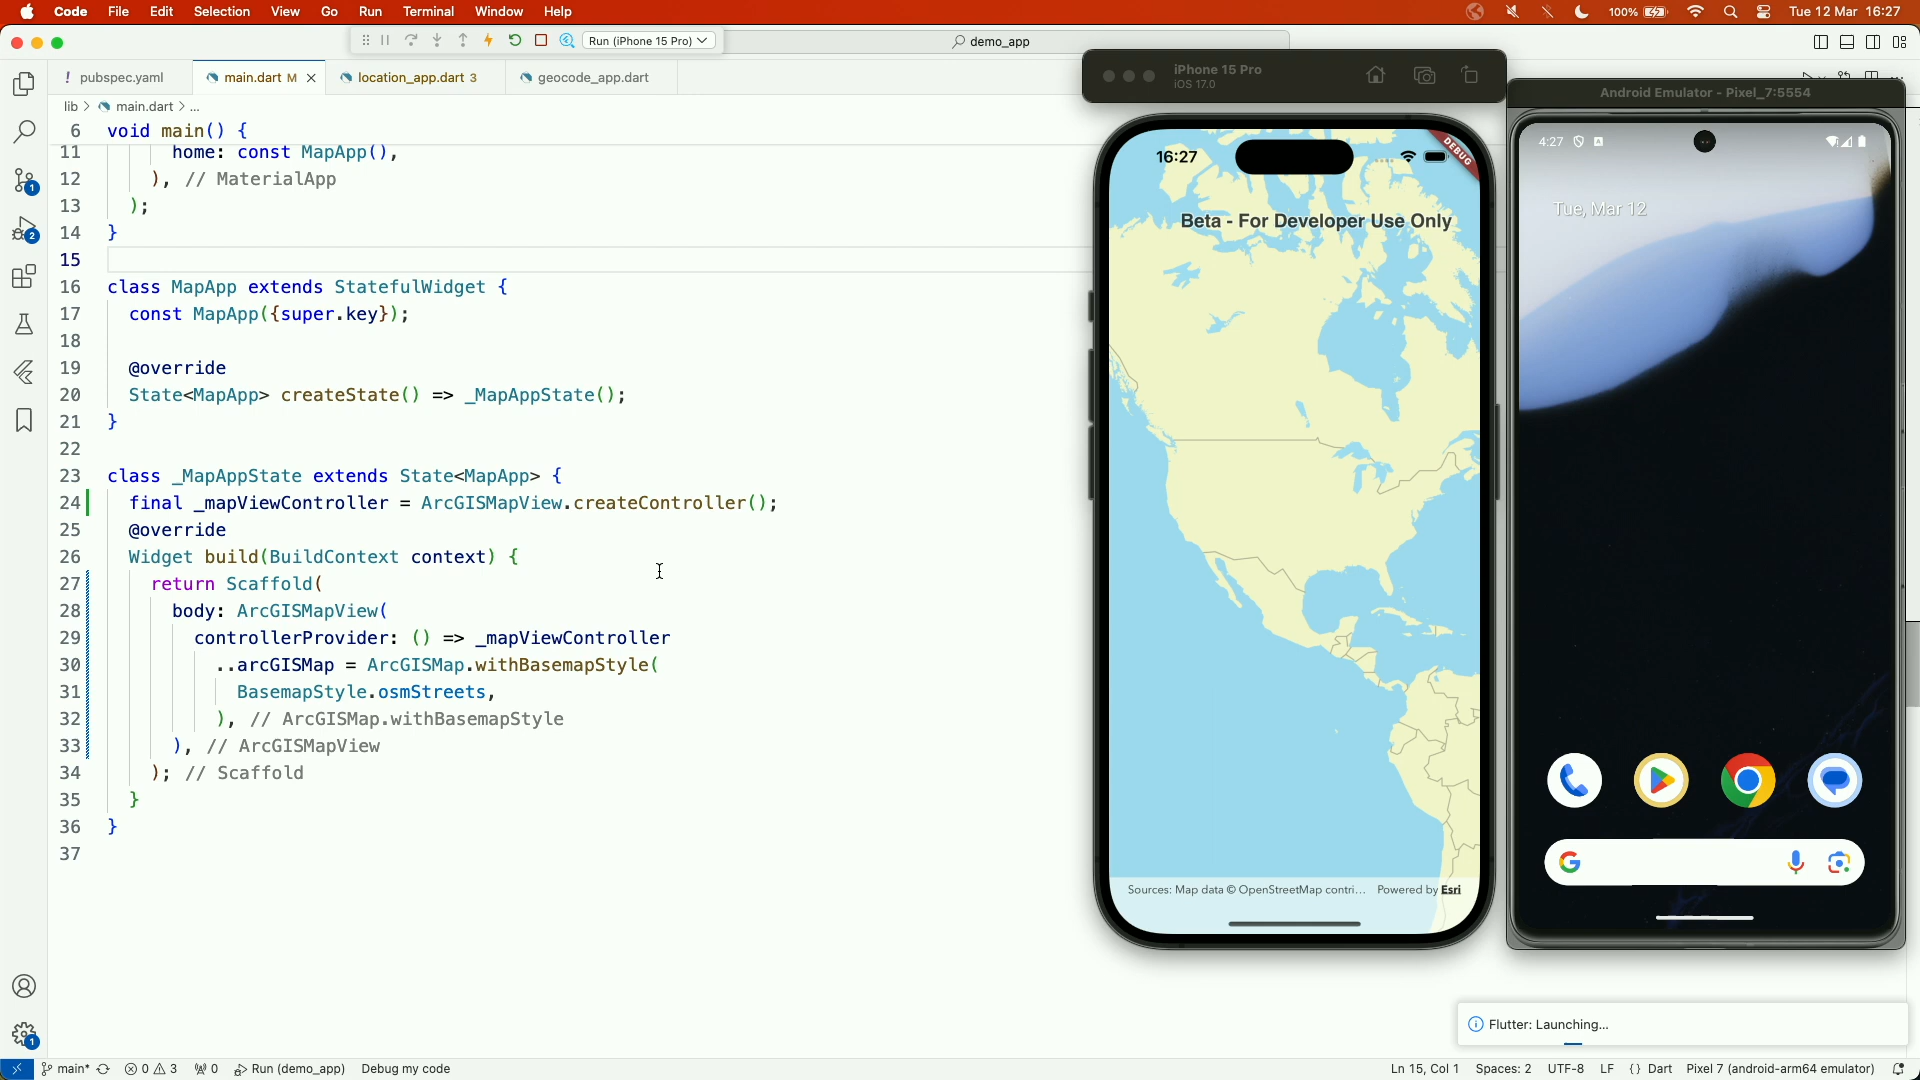 Code File Edit Selection View Go Run Terminal Window Help
100% Tue 12 Mar 16:27
Run (iPhone 15 Pro)
demo_app
! pubspec.yaml
main.dart M
location_app.dart 3
geocode_app.dart
lib > main.dart > ...
6 void main() {
11 home: const MapApp(),
12 ), // MaterialApp
13 );
14 }
15
16 class MapApp extends StatefulWidget {
17 const MapApp({super.key});
18
19 @override
20 State<MapApp> createState() => _MapAppState();
21 }
22
23 class _MapAppState extends State<MapApp> {
24 final _mapViewController = ArcGISMapView.createController();
25 @override
26 Widget build(BuildContext context) {
27 return Scaffold(
28 body: ArcGISMapView(
29 controllerProvider: () => _mapViewController
30 ..arcGISMap = ArcGISMap.withBasemapStyle(
31 BasemapStyle.osmStreets,
32 ), // ArcGISMap.withBasemapStyle
33 ), // ArcGISMapView
34 ); // Scaffold
35 }
36 }
37
1
2
1
iPhone 15 Pro
iOS 17.0
16:27
DEBUG
Beta - For Developer Use Only
Sources: Map data © OpenStreetMap contri...
Powered by Esri
Android Emulator - Pixel_7:5554
4:27
Tue, Mar 12
Flutter: Launching...
main* 0 3 0 Run (demo_app) Debug my code
Ln 15, Col 1 Spaces: 2 UTF-8 LF {} Dart Pixel 7 (android-arm64 emulator)